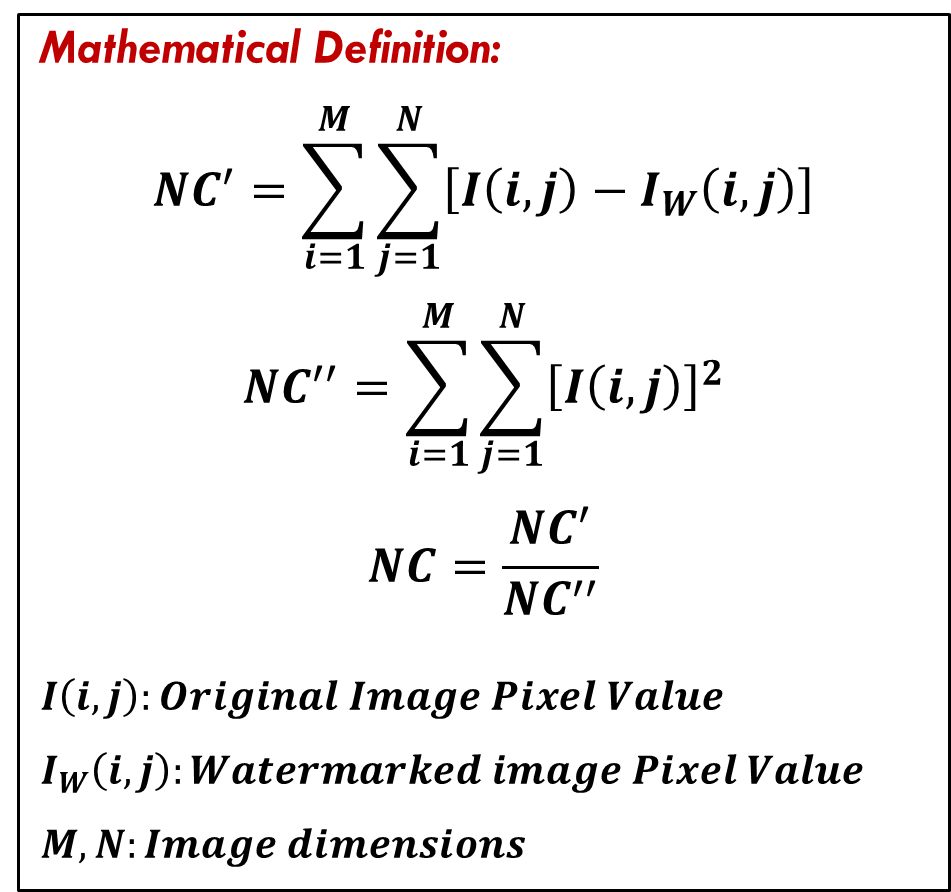 Mathematical Definition:
NC′ = ∑_{i=1}^{M} ∑_{j=1}^{N} [I(i,j) − I_W(i,j)]
NC′′ = ∑_{i=1}^{M} ∑_{j=1}^{N} [I(i,j)]²
NC = NC′ / NC′′
I(i,j): Original Image Pixel Value
I_W(i,j): Watermarked image Pixel Value
M,N: Image dimensions